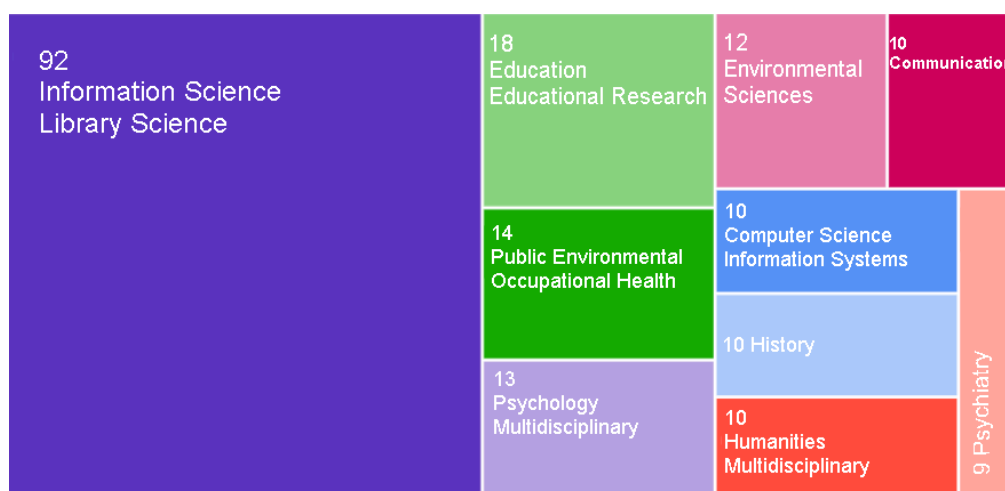 92
Information Science
Library Science
18
Education
Educational Research
14
Public Environmental
Occupational Health
13
Psychology
Multidisciplinary
12
Environmental
Sciences
10
Communication
10
Computer Science
Information Systems
10 History
10
Humanities
Multidisciplinary
9 Psychiatry